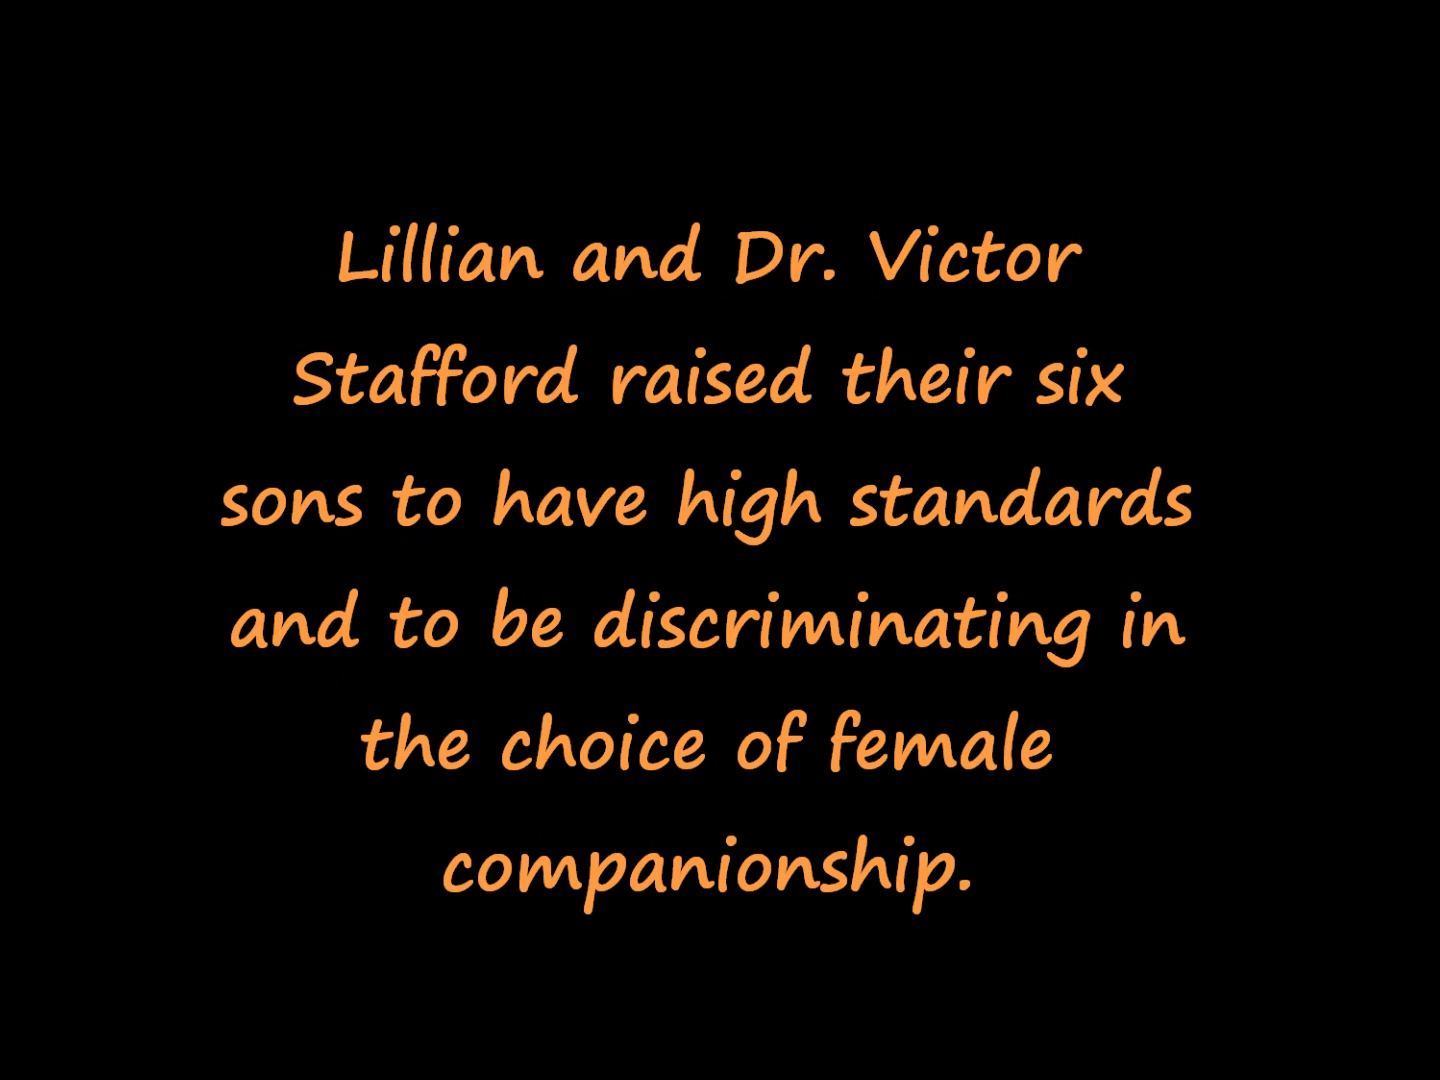 Lillian and Dr. Victor
Stafford raised their six
sons to have high standards
and to be discriminating in
the choice of female
companionship.